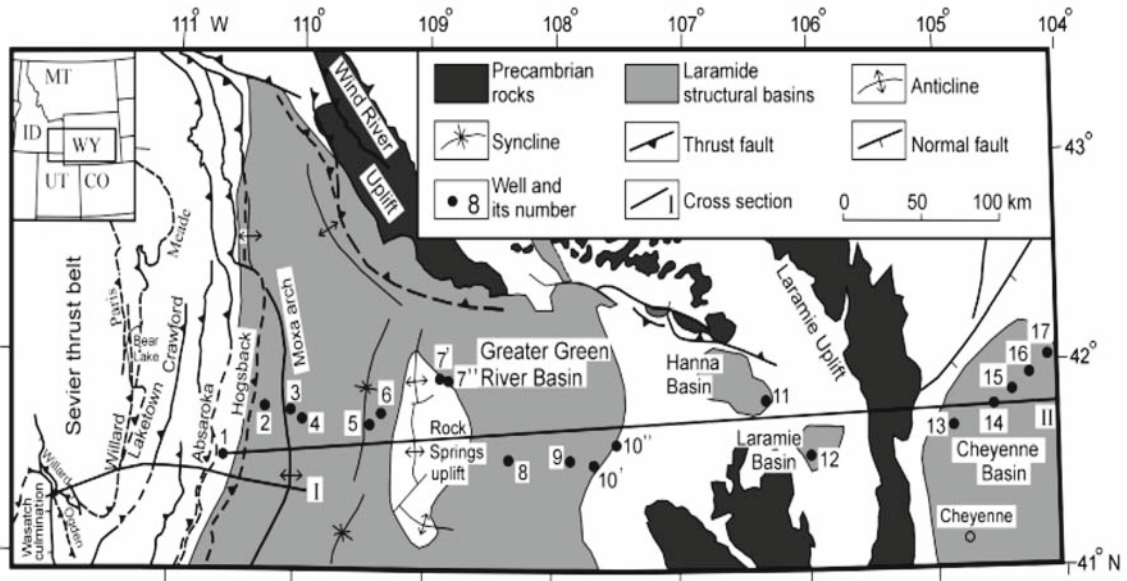 111° W
110°
109°
108°
107°
106°
105°
104°
MT
ID
WY
UT
CO
Precambrian
rocks
Laramide
structural basins
Anticline
Syncline
Thrust fault
Normal fault
8
Well and
its number
I
Cross section
0
50
100 km
43°
42°
41° N
Wind River
Uplift
Sevier thrust belt
Paris
Meade
Bear
Lake
Willard
Laketown
Crawford
Absaroka
Hogsback
Moxa arch
Willard
Ogden
Wasatch
culmination
Greater Green
River Basin
Rock
Springs
uplift
Hanna
Basin
Laramie Uplift
Laramie
Basin
Cheyenne
Basin
Cheyenne
1
2
3
4
5
6
7'
7''
8
9
10'
10''
11
12
13
14
15
16
17
I
II